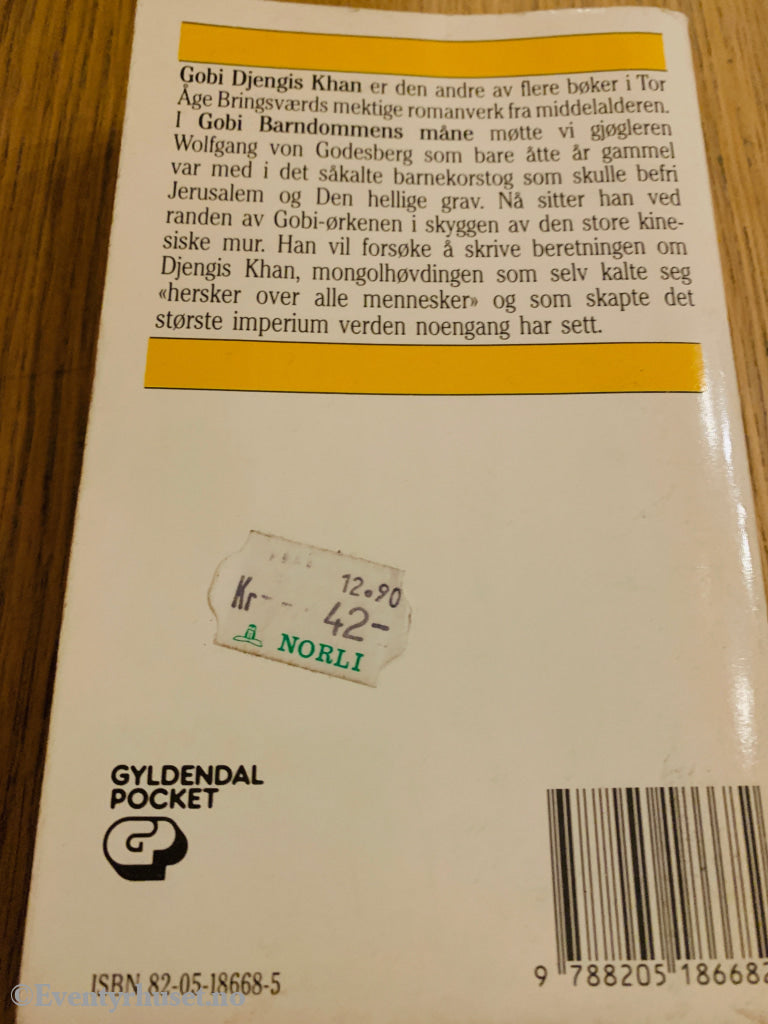 Gobi Djengis Khan er den andre av flere bøker i Tor
Åge Bringsværds mektige romanverk fra middelalderen.
I Gobi Barndommens måne møtte vi gjøgleren
Wolfgang von Godesberg som bare åtte år gammel
var med i det såkalte barnekorstog som skulle befri
Jerusalem og Den hellige grav. Nå sitter han ved
randen av Gobi-ørkenen i skyggen av den store kine-
siske mur. Han vil forsøke å skrive beretningen om
Djengis Khan, mongolhøvdingen som selv kalte seg
«hersker over alle mennesker» og som skapte det
største imperium verden noengang har sett.
12.90
Kr-- 42-
NORLI
GYLDENDAL
POCKET
GP
ISBN 82-05-18668-5
9 788205 186682
©Eventyrhuset.no